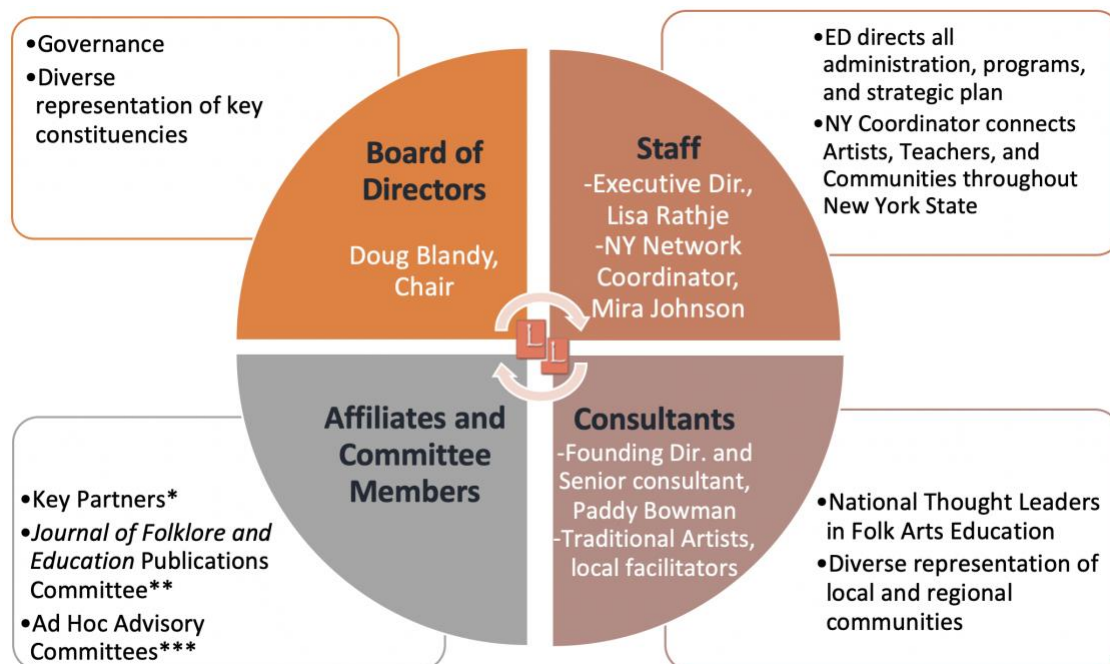 •Governance
•Diverse
representation of key
constituencies
Board of
Directors
Doug Blandy,
Chair
Staff
-Executive Dir.,
Lisa Rathje
-NY Network
Coordinator,
Mira Johnson
•ED directs all
administration, programs,
and strategic plan
•NY Coordinator connects
Artists, Teachers, and
Communities throughout
New York State
L
L
Affiliates and
Committee
Members
•Key Partners*
•Journal of Folklore and
Education Publications
Committee**
•Ad Hoc Advisory
Committees***
Consultants
-Founding Dir. and
Senior consultant,
Paddy Bowman
-Traditional Artists,
local facilitators
•National Thought Leaders
in Folk Arts Education
•Diverse representation of
local and regional
communities